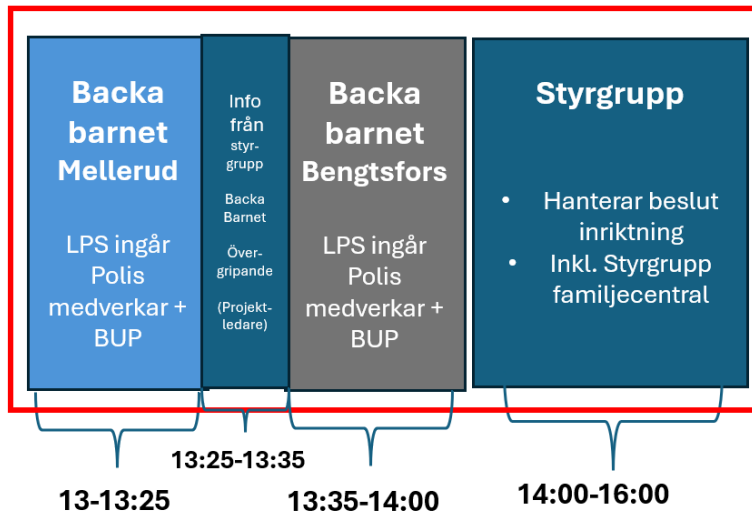 Backa
barnet
Mellerud
LPS ingår
Polis
medverkar +
BUP
Info
från
styr-
grupp
Backa
Barnet
Över-
gripande
(Projekt-
ledare)
Backa
barnet
Bengtsfors
LPS ingår
Polis
medverkar +
BUP
Styrgrupp
• Hanterar beslut
inriktning
• Inkl. Styrgrupp
familjecentral
13-13:25
13:25-13:35
13:35-14:00
14:00-16:00